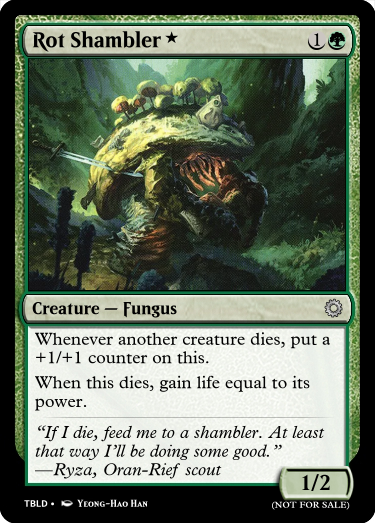 Rot Shambler ★ 1
Creature — Fungus
Whenever another creature dies, put a
+1/+1 counter on this.
When this dies, gain life equal to its
power.
“If I die, feed me to a shambler. At least
that way I’ll be doing some good.”
—Ryza, Oran-Rief scout
1/2
TBLD • Yeong-Hao Han
(NOT FOR SALE)